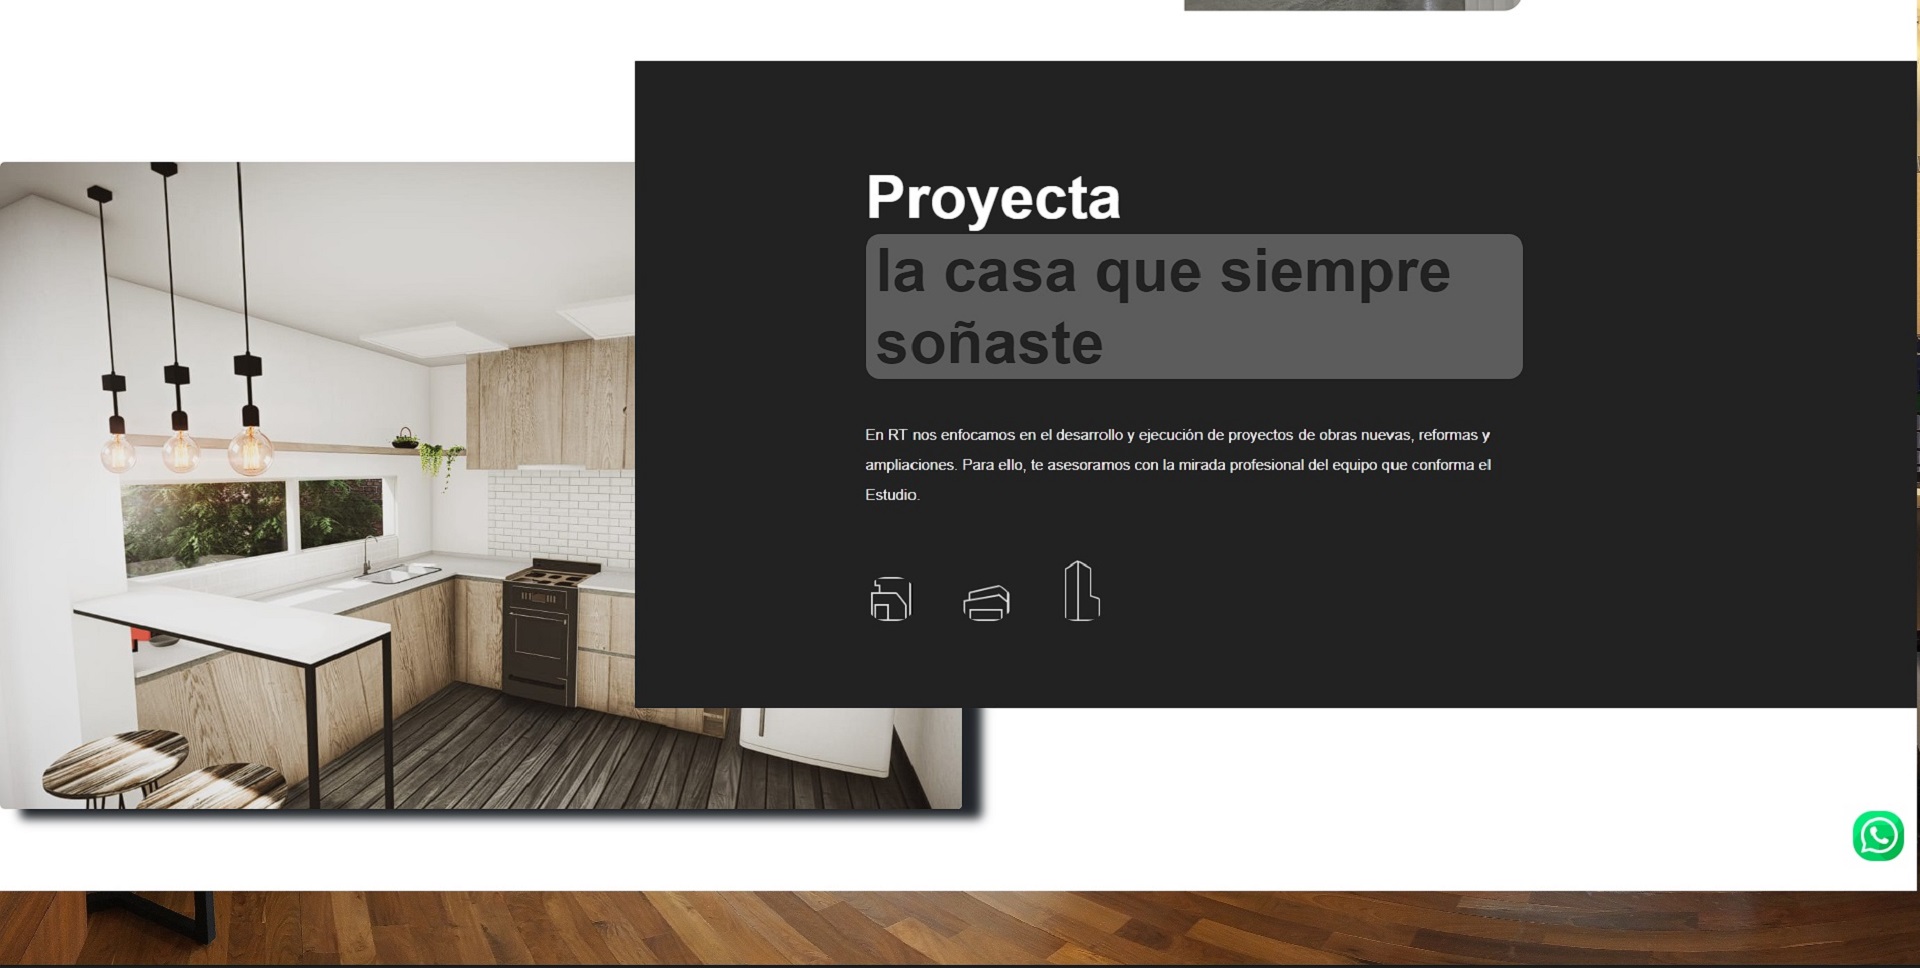 Proyecta
la casa que siempre
soñaste
En RT nos enfocamos en el desarrollo y ejecución de proyectos de obras nuevas, reformas y
ampliaciones. Para ello, te asesoramos con la mirada profesional del equipo que conforma el
Estudio.